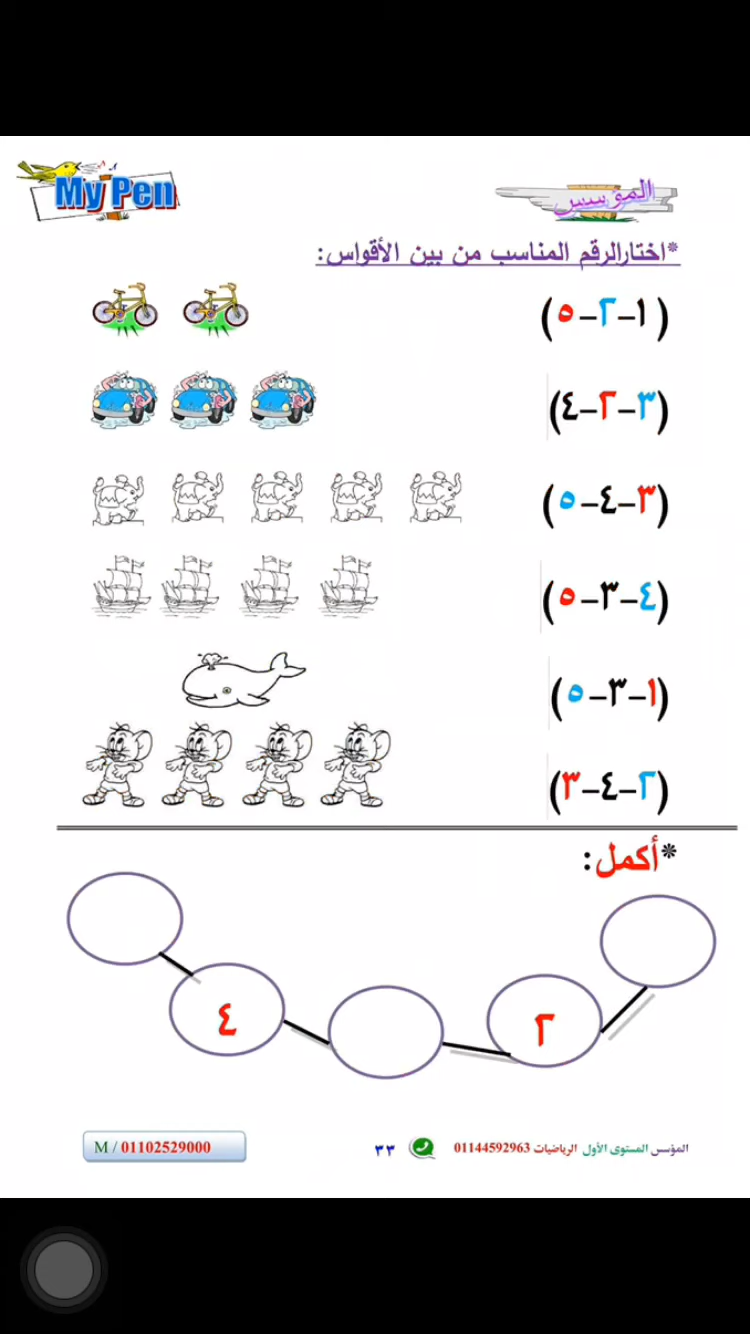 My Pen
المؤسس
*اختارالرقم المناسب من بين الأقواس:
(١-٢-٥)
(٣-٢-٤)
(٣-٤-٥)
(٤-٣-٥)
(١-٣-٥)
(٢-٤-٣)
*أكمل:
٢
٤
المؤسس المستوى الأول الرياضيات 01144592963
٣٣
M / 01102529000